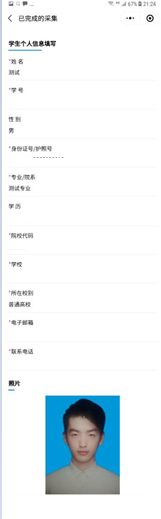 67% 21:24
已完成的采集
学生个人信息填写
*姓 名
测试
*学 号
性 别
男
*身份证号/护照号
*专业/院系
测试专业
学 历
*院校代码
*学校
*所在校别
普通高校
*电子邮箱
*联系电话
照片